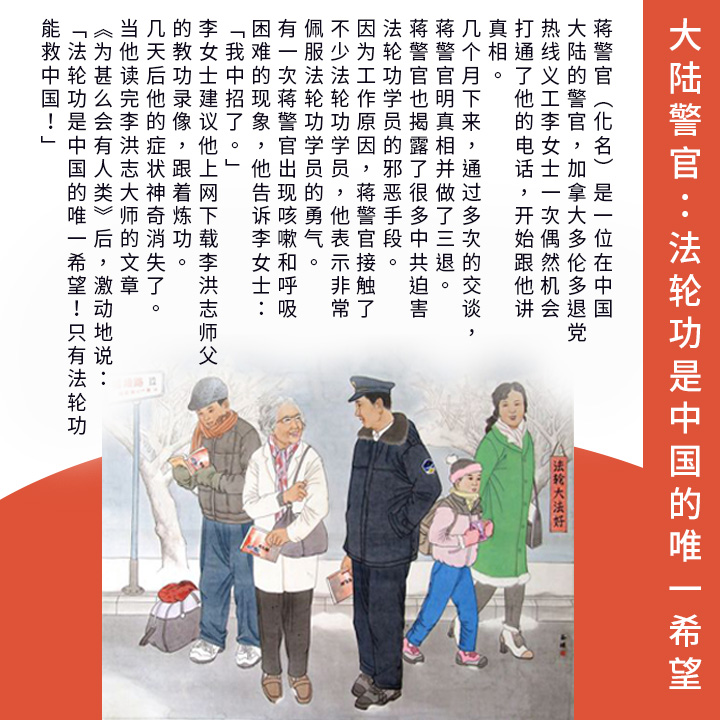 大陆警官：法轮功是中国的唯一希望
蒋警官（化名）是一位在中国
大陆的警官，加拿大多伦多退党
热线义工李女士一次偶然机会
打通了他的电话，开始跟他讲
真相。
几个月下来，通过多次的交谈，
蒋警官明真相并做了三退。
蒋警官也揭露了很多中共迫害
法轮功学员的邪恶手段。
因为工作原因，蒋警官接触了
不少法轮功学员，他表示非常
佩服法轮功学员的勇气。
有一次蒋警官出现咳嗽和呼吸
困难的现象，他告诉李女士：
「我中招了。」
李女士建议他上网下载李洪志师父
的教功录像，跟着炼功。
几天后他的症状神奇消失了。
当他读完李洪志大师的文章
《为甚么会有人类》后，激动地说：
「法轮功是中国的唯一希望！只有法轮功
能救中国！」
法轮大法好